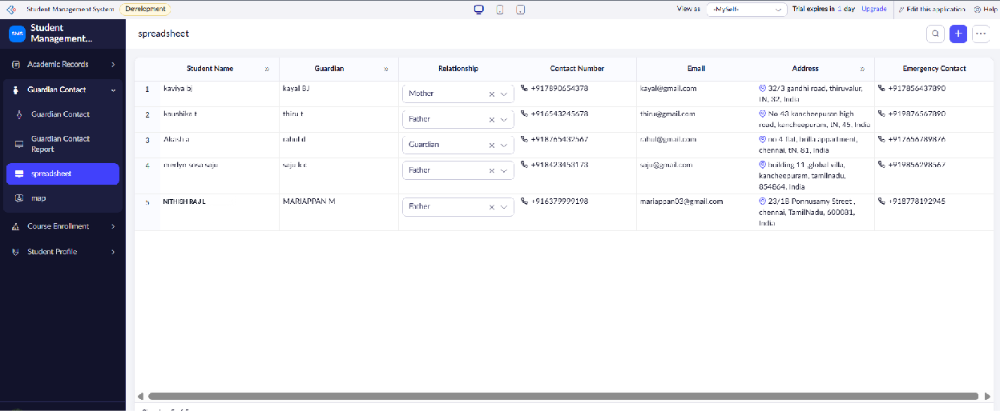 Student Management System Development View as -MySelf- Trial expires in 1 day Upgrade Edit this application Help
SMS Student Management...
spreadsheet
Academic Records
Guardian Contact
Guardian Contact
Guardian Contact Report
spreadsheet
map
Course Enrollment
Student Profile
Student Name Guardian Relationship Contact Number Email Address Emergency Contact
1 kaviya bj kayal BJ Mother +917890654378 kayal@gmail.com 32/3 gandhi road, thiruvalur, tN, 32, India +917856437890
2 kaushika t thiru t Father +916543245678 thiru@gmail.com No 43 kancheepuran high road, kancheepuram, tN, 45, India +919876567890
3 Akash a rahul d Guardian +918765432567 rahul@gmail.com no 4 flat, brilla appartment, chennai, tN, 81, India +917656789876
4 merlyn sosa saju saju k c Father +918423453173 saju@gmail.com building 11 ,global villa, kancheepuram, tamilnadu, 854864, India +919856298567
5 NITHISH RAJ L MARIAPPAN M Father +916379999198 mariappan03@gmail.com 23/1B Ponnusamy Street , chennai, TamilNadu, 600081, India +918778192945